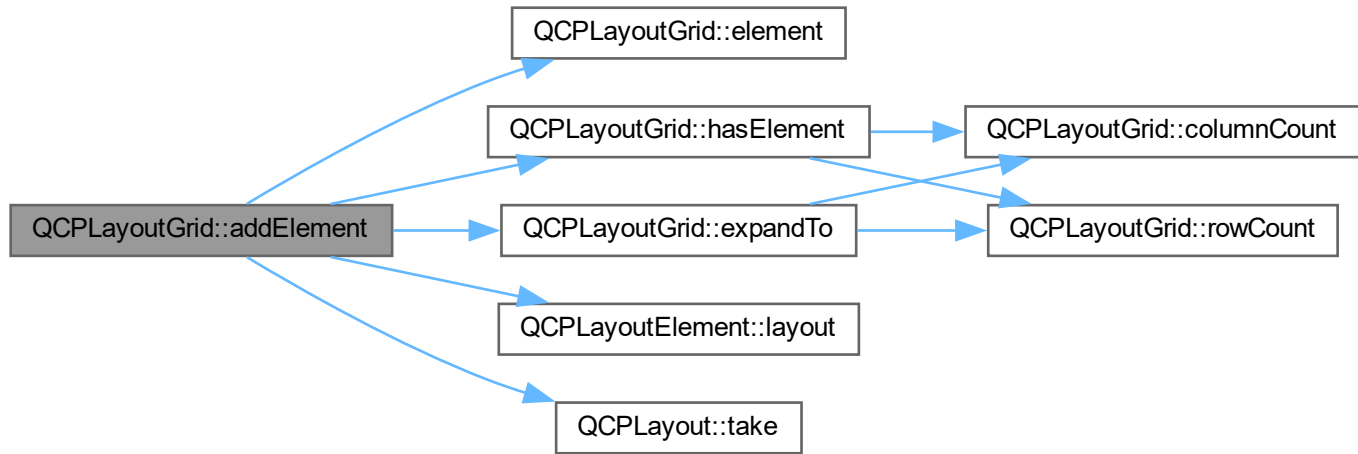 QCPLayoutGrid::element
QCPLayoutGrid::hasElement
QCPLayoutGrid::columnCount
QCPLayoutGrid::addElement
QCPLayoutGrid::expandTo
QCPLayoutGrid::rowCount
QCPLayoutElement::layout
QCPLayout::take